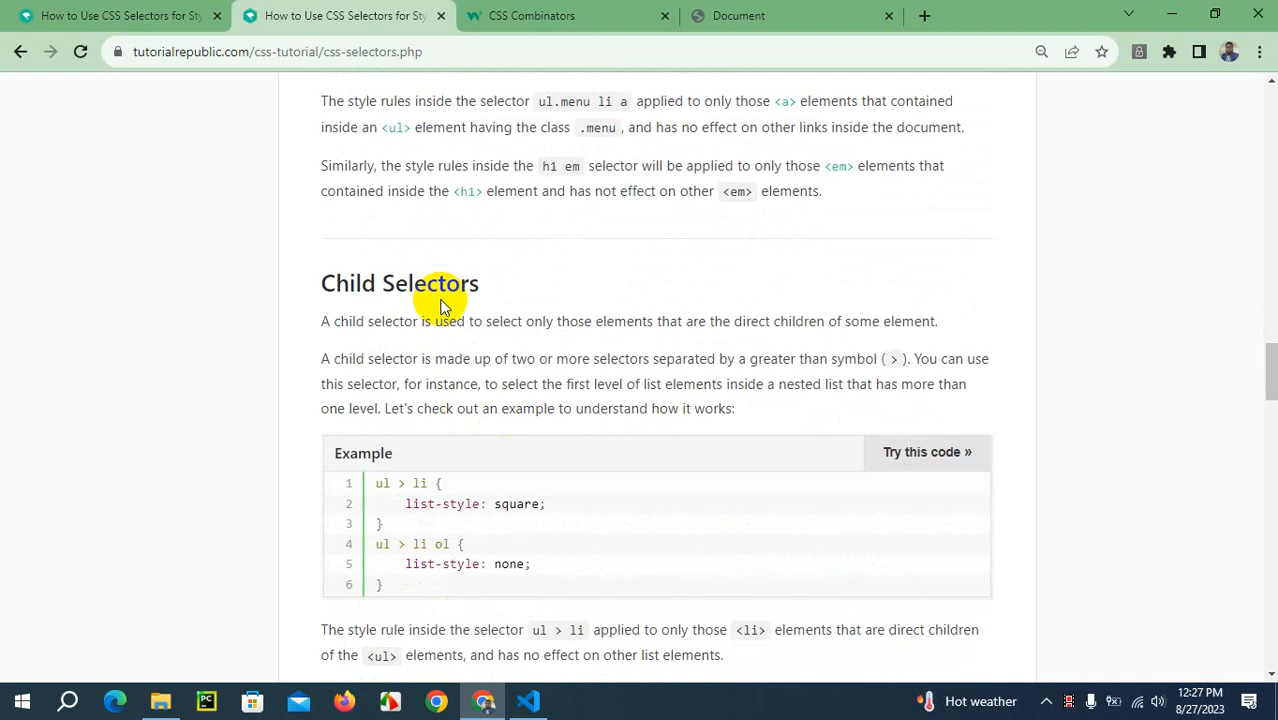 How to Use CSS Selectors for Sty
How to Use CSS Selectors for Sty
CSS Combinators
Document
tutorialrepublic.com/css-tutorial/css-selectors.php
The style rules inside the selector ul.menu li a applied to only those <a> elements that contained
inside an <ul> element having the class .menu, and has no effect on other links inside the document.
Similarly, the style rules inside the h1 em selector will be applied to only those <em> elements that
contained inside the <h1> element and has not effect on other <em> elements.
Child Selectors
A child selector is used to select only those elements that are the direct children of some element.
A child selector is made up of two or more selectors separated by a greater than symbol ( > ). You can use
this selector, for instance, to select the first level of list elements inside a nested list that has more than
one level. Let's check out an example to understand how it works:
Example
Try this code »
1 ul > li {
2 list-style: square;
3 }
4 ul > li ol {
5 list-style: none;
6 }
The style rule inside the selector ul > li applied to only those <li> elements that are direct children
of the <ul> elements, and has no effect on other list elements.
Hot weather
12:27 PM
8/27/2023